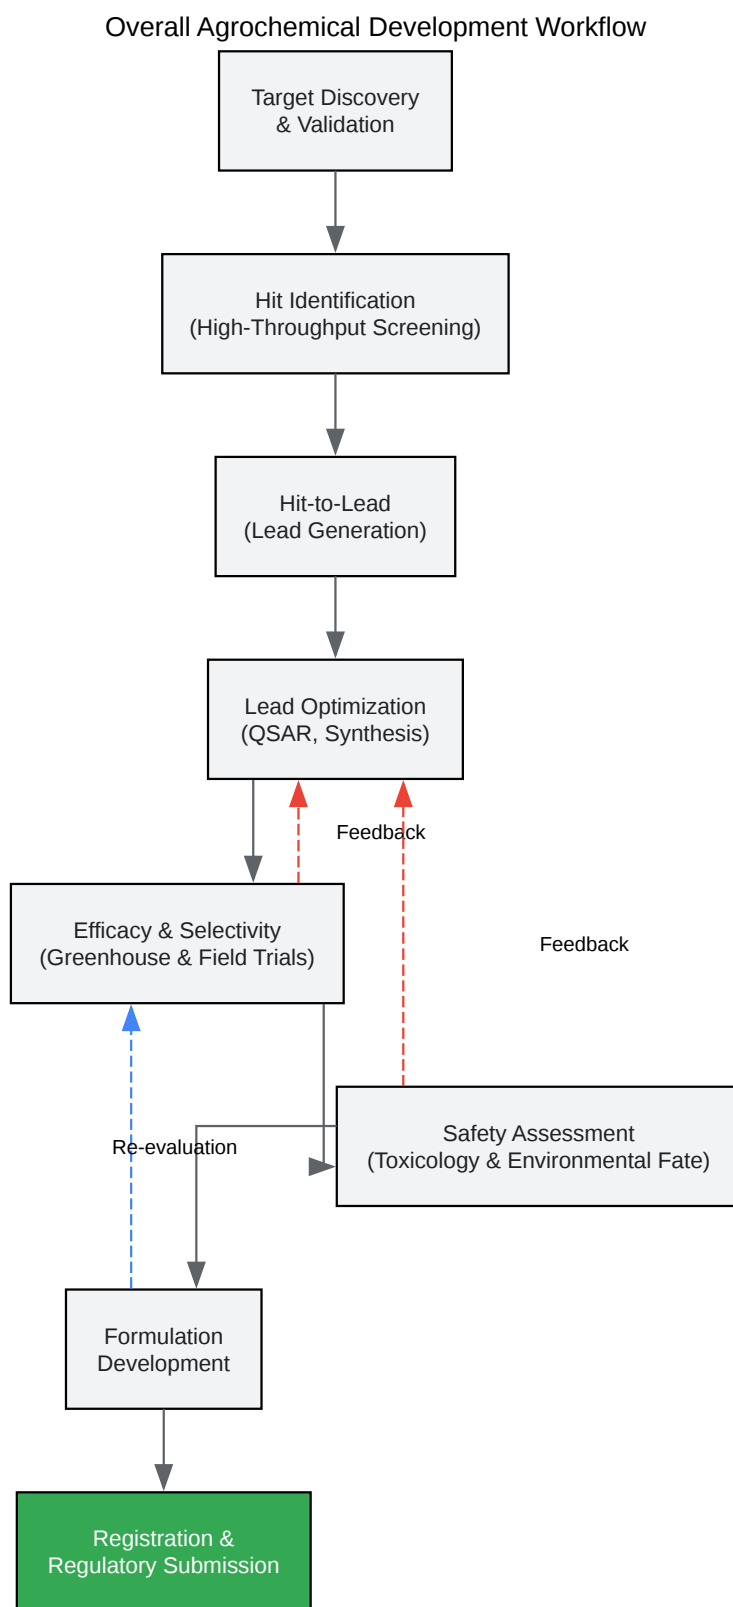 Overall Agrochemical Development Workflow
Target Discovery
& Validation
Hit Identification
(High-Throughput Screening)
Hit-to-Lead
(Lead Generation)
Lead Optimization
(QSAR, Synthesis)
Feedback
Efficacy & Selectivity
(Greenhouse & Field Trials)
Feedback
Safety Assessment
(Toxicology & Environmental Fate)
Re-evaluation
Formulation
Development
Registration &
Regulatory Submission